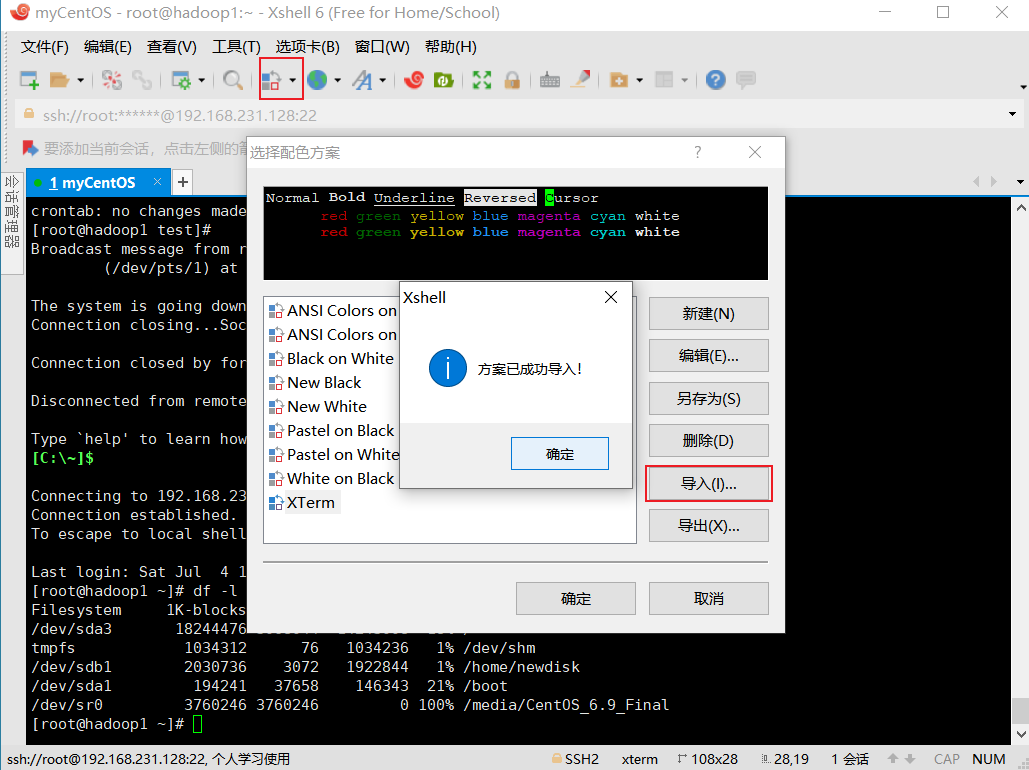 myCentOS - root@hadoop1:~ - Xshell 6 (Free for Home/School)
文件(F) 编辑(E) 查看(V) 工具(T) 选项卡(B) 窗口(W) 帮助(H)
ssh://root:******@192.168.231.128:22
要添加当前会话，点击左侧的
会话管理器
1 myCentOS
crontab: no changes made
[root@hadoop1 test]#
Broadcast message from r
(/dev/pts/1) at
The system is going down
Connection closing...Soc
Connection closed by for
Disconnected from remote
Type `help' to learn how
[C:\~]$
Connecting to 192.168.23
Connection established.
To escape to local shell
Last login: Sat Jul 4 1
[root@hadoop1 ~]# df -l
Filesystem 1K-blocks
/dev/sda3 18244476
tmpfs 1034312 76 1034236 1% /dev/shm
/dev/sdb1 2030736 3072 1922844 1% /home/newdisk
/dev/sda1 194241 37658 146343 21% /boot
/dev/sr0 3760246 3760246 0 100% /media/CentOS_6.9_Final
[root@hadoop1 ~]#
选择配色方案
Normal Bold Underline Reversed Cursor
red green yellow blue magenta cyan white
red green yellow blue magenta cyan white
ANSI Colors on
ANSI Colors on
Black on White
New Black
New White
Pastel on Black
Pastel on White
White on Black
XTerm
新建(N)
编辑(E)...
另存为(S)
删除(D)
导入(I)...
导出(X)...
确定
取消
Xshell
方案已成功导入!
确定
ssh://root@192.168.231.128:22, 个人学习使用 SSH2 xterm 108x28 28,19 1 会话 CAP NUM